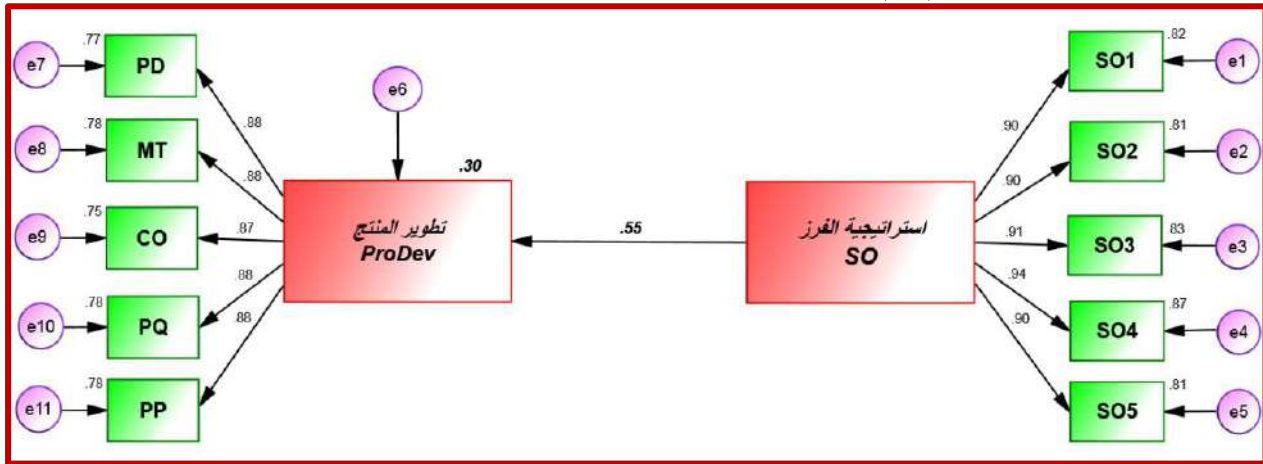 .77
e7
PD
.88
.78
e8
MT
.88
.75
e9
CO
.87
.78
e10
PQ
.88
.78
e11
PP
.88
e6
.30
تطوير المنتج
ProDev
.55
استراتيجية الفرز
SO
.90
SO1
.82
e1
.90
SO2
.81
e2
.91
SO3
.83
e3
.94
SO4
.87
e4
.90
SO5
.81
e5